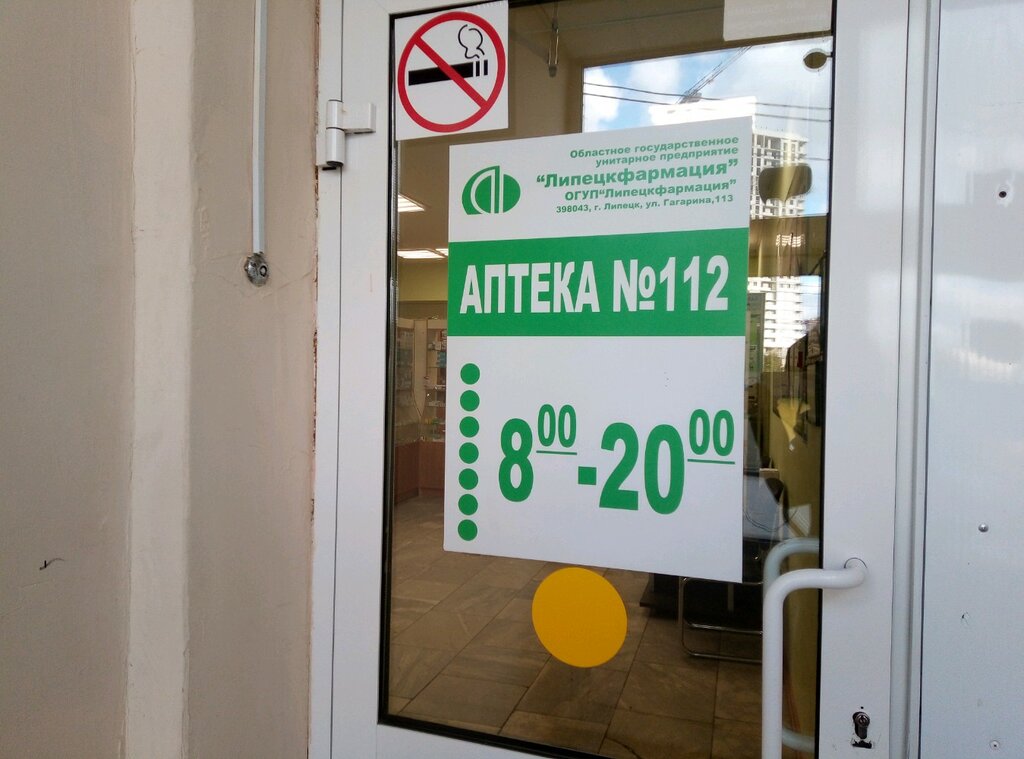 Областное государственное
унитарное предприятие
"Липецкфармация"
ОГУП"Липецкфармация"
398043, г. Липецк, ул. Гагарина,113
АПТЕКА №112
8⁰⁰-20⁰⁰